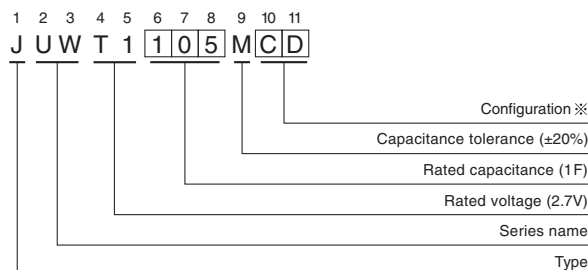 1 2 3 4 5 6 7 8 9 10 11
J U W T 1 1 0 5 M C D
Configuration ※
Capacitance tolerance (±20%)
Rated capacitance (1F)
Rated voltage (2.7V)
Series name
Type